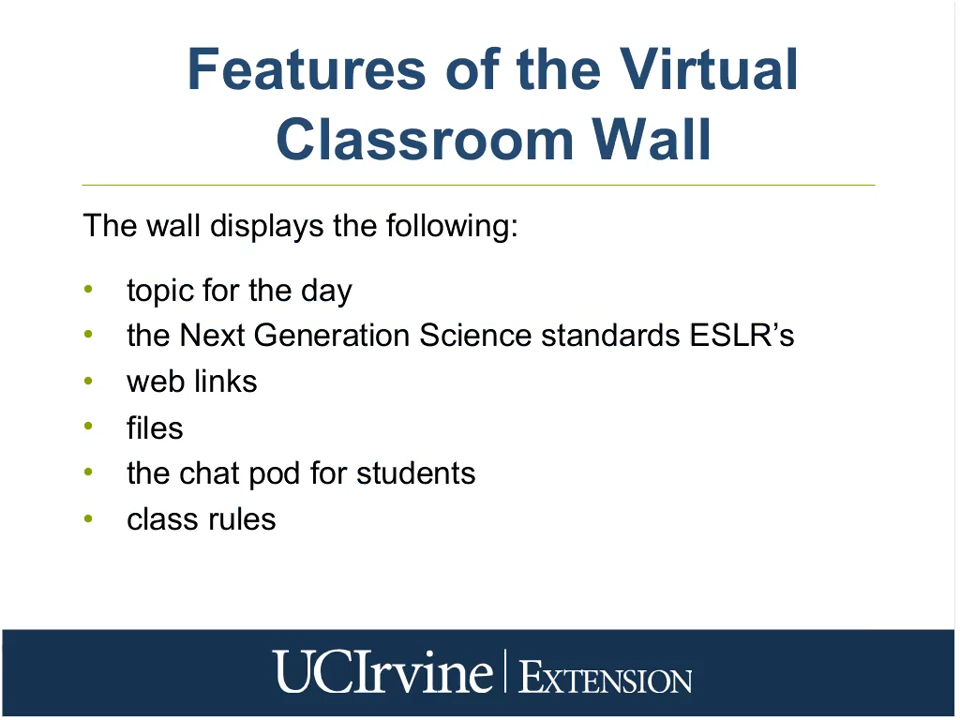 Features of the Virtual
Classroom Wall
The wall displays the following:
• topic for the day
• the Next Generation Science standards ESLR’s
• web links
• files
• the chat pod for students
• class rules
UCIrvine | EXTENSION